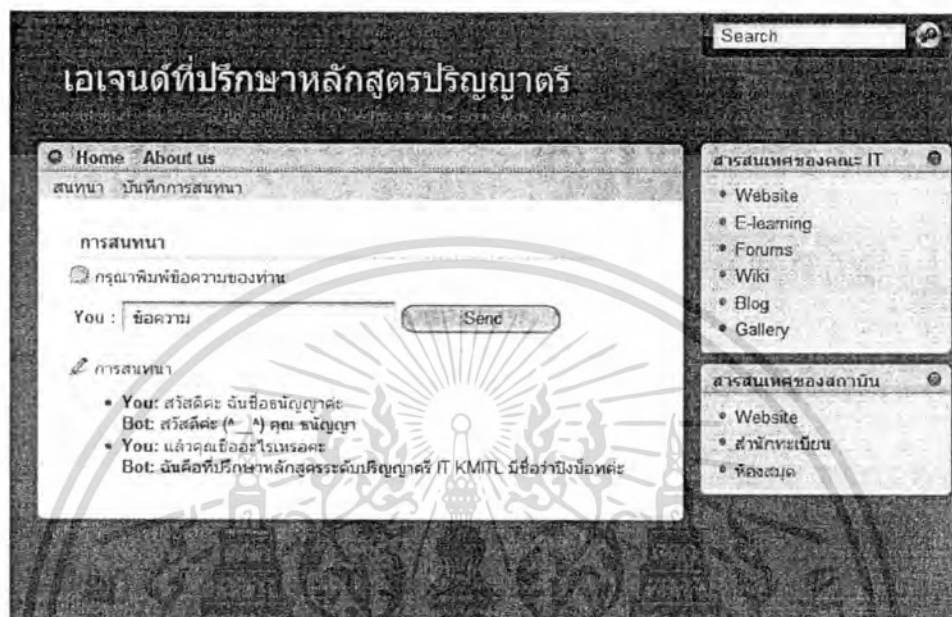 Search
เอเจนต์ที่ปรึกษาหลักสูตรปริญญาตรี
Home About us
สนทนา บันทึกการสนทนา
การสนทนา
กรุณาพิมพ์ข้อความของท่าน
You : ข้อความ Send
การสนทนา
You: สวัสดีค่ะ ฉันชื่อธนัญญาค่ะ
Bot: สวัสดีค่ะ (^__^) คุณ ธนัญญา
You: แล้วคุณชื่ออะไรเหรอคะ
Bot: ฉันคือที่ปรึกษาหลักสูตรระดับปริญญาตรี IT KMITL มีชื่อว่าปิงบ็อทค่ะ
สารสนเทศของคณะ IT
Website
E-learning
Forums
Wiki
Blog
Gallery
สารสนเทศของสถาบัน
Website
สำนักทะเบียน
ห้องสมุด